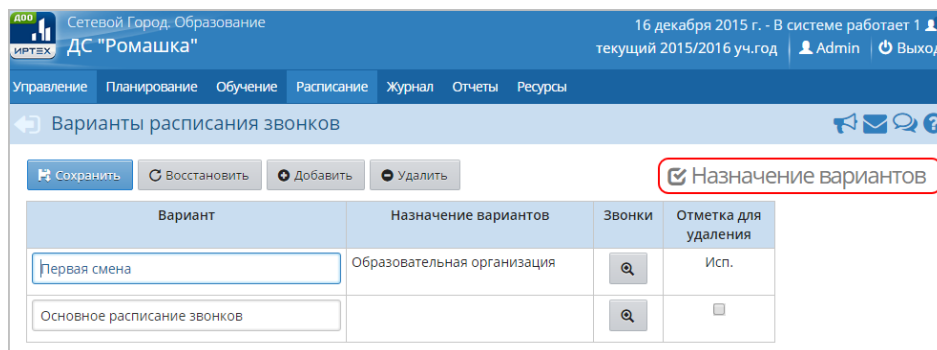 ДОО
ИРТЕХ
Сетевой Город. Образование
16 декабря 2015 г. - В системе работает 1
ДС "Ромашка"
текущий 2015/2016 уч.год Admin Выход
Управление Планирование Обучение Расписание Журнал Отчеты Ресурсы
Варианты расписания звонков
Сохранить Восстановить Добавить Удалить Назначение вариантов
Вариант Назначение вариантов Звонки Отметка для
удаления
Первая смена Образовательная организация Исп.
Основное расписание звонков